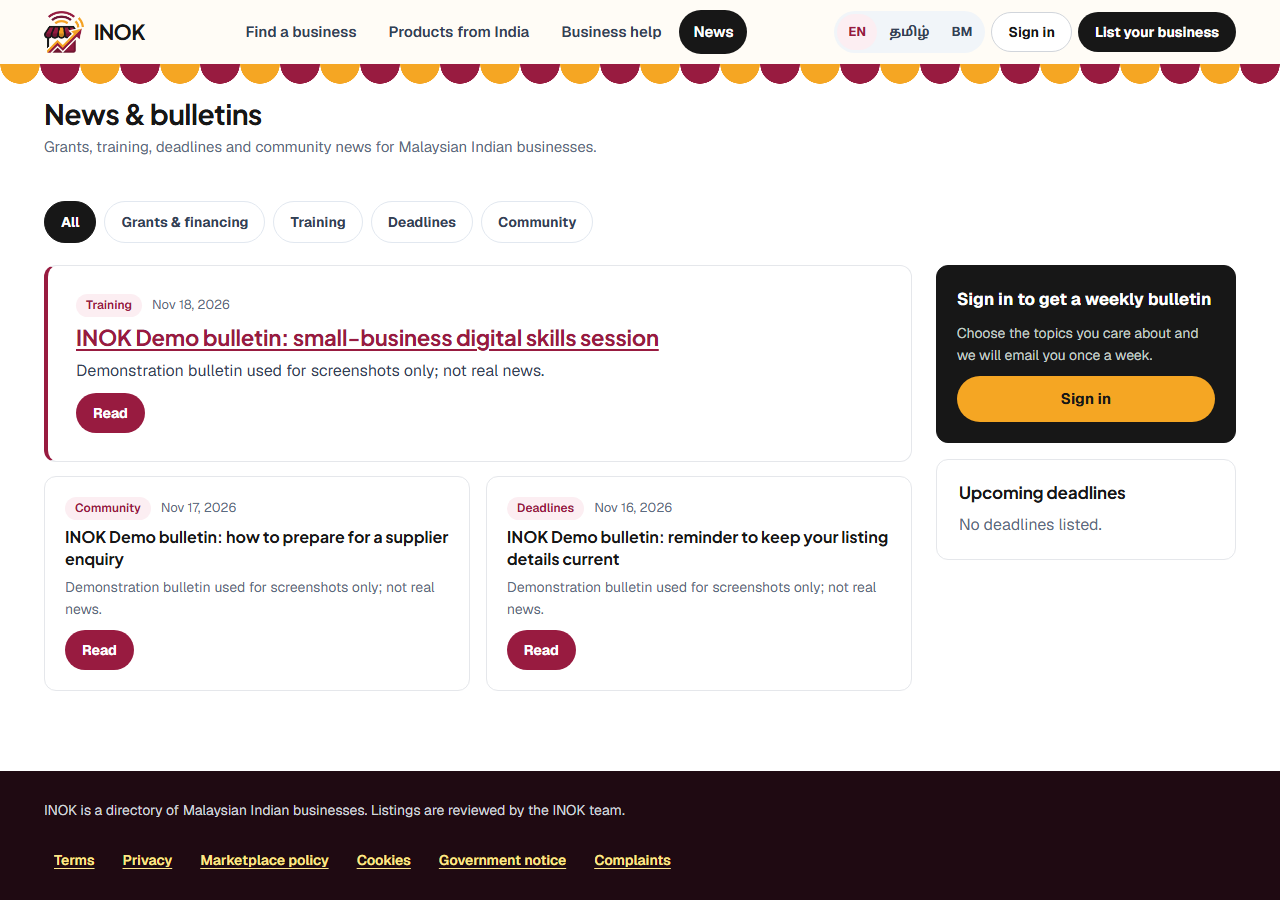 INOK
Find a business
Products from India
Business help
News
EN
தமிழ்
BM
Sign in
List your business
News & bulletins
Grants, training, deadlines and community news for Malaysian Indian businesses.
All
Grants & financing
Training
Deadlines
Community
Training
Nov 18, 2026
INOK Demo bulletin: small-business digital skills session
Demonstration bulletin used for screenshots only; not real news.
Read
Community
Nov 17, 2026
INOK Demo bulletin: how to prepare for a supplier
enquiry
Demonstration bulletin used for screenshots only; not real
news.
Read
Deadlines
Nov 16, 2026
INOK Demo bulletin: reminder to keep your listing
details current
Demonstration bulletin used for screenshots only; not real
news.
Read
Sign in to get a weekly bulletin
Choose the topics you care about and
we will email you once a week.
Sign in
Upcoming deadlines
No deadlines listed.
INOK is a directory of Malaysian Indian businesses. Listings are reviewed by the INOK team.
Terms
Privacy
Marketplace policy
Cookies
Government notice
Complaints